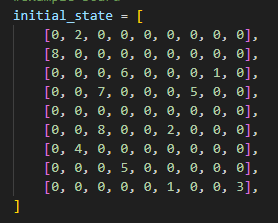 initial_state = [
[0, 2, 0, 0, 0, 0, 0, 0, 0],
[8, 0, 0, 0, 0, 0, 0, 0, 0],
[0, 0, 0, 6, 0, 0, 0, 1, 0],
[0, 0, 7, 0, 0, 0, 5, 0, 0],
[0, 0, 0, 0, 0, 0, 0, 0, 0],
[0, 0, 8, 0, 0, 2, 0, 0, 0],
[0, 4, 0, 0, 0, 0, 0, 0, 0],
[0, 0, 0, 5, 0, 0, 0, 0, 0],
[0, 0, 0, 0, 0, 1, 0, 0, 3],
]